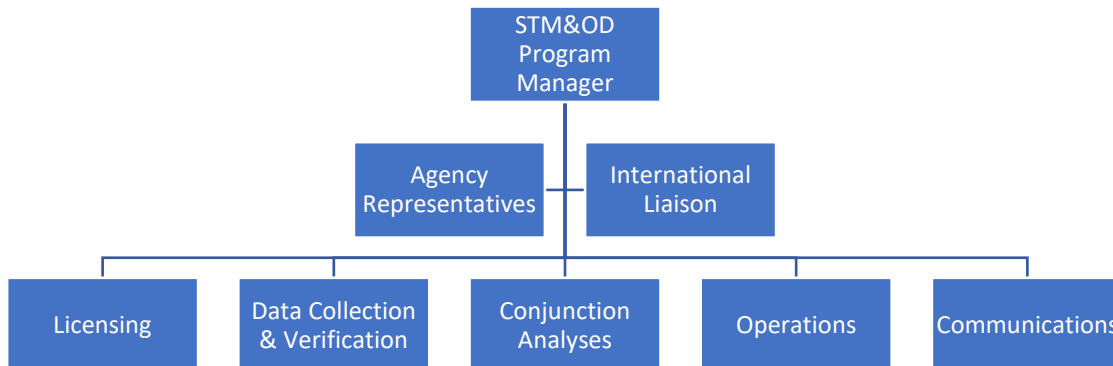 STM&OD
Program
Manager
Agency
Representatives
International
Liaison
Licensing
Data Collection
& Verification
Conjunction
Analyses
Operations
Communications